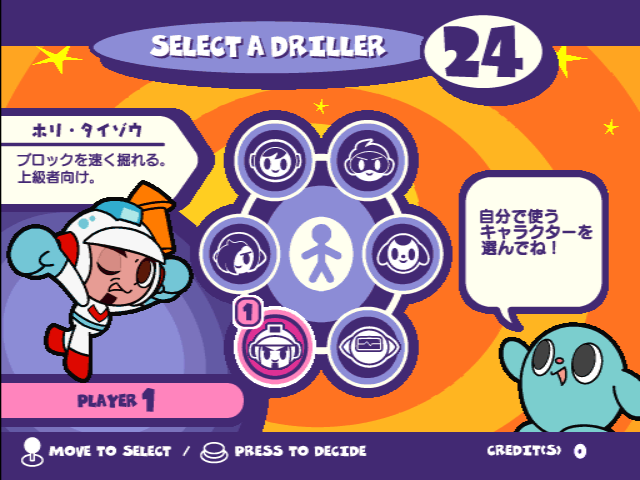 SELECT A DRILLER
24
ホリ・タイゾウ
ブロックを速く掘れる。
上級者向け。
自分で使う
キャラクターを
選んでね！
1
PLAYER 1
MOVE TO SELECT / PRESS TO DECIDE
CREDIT(S) 0